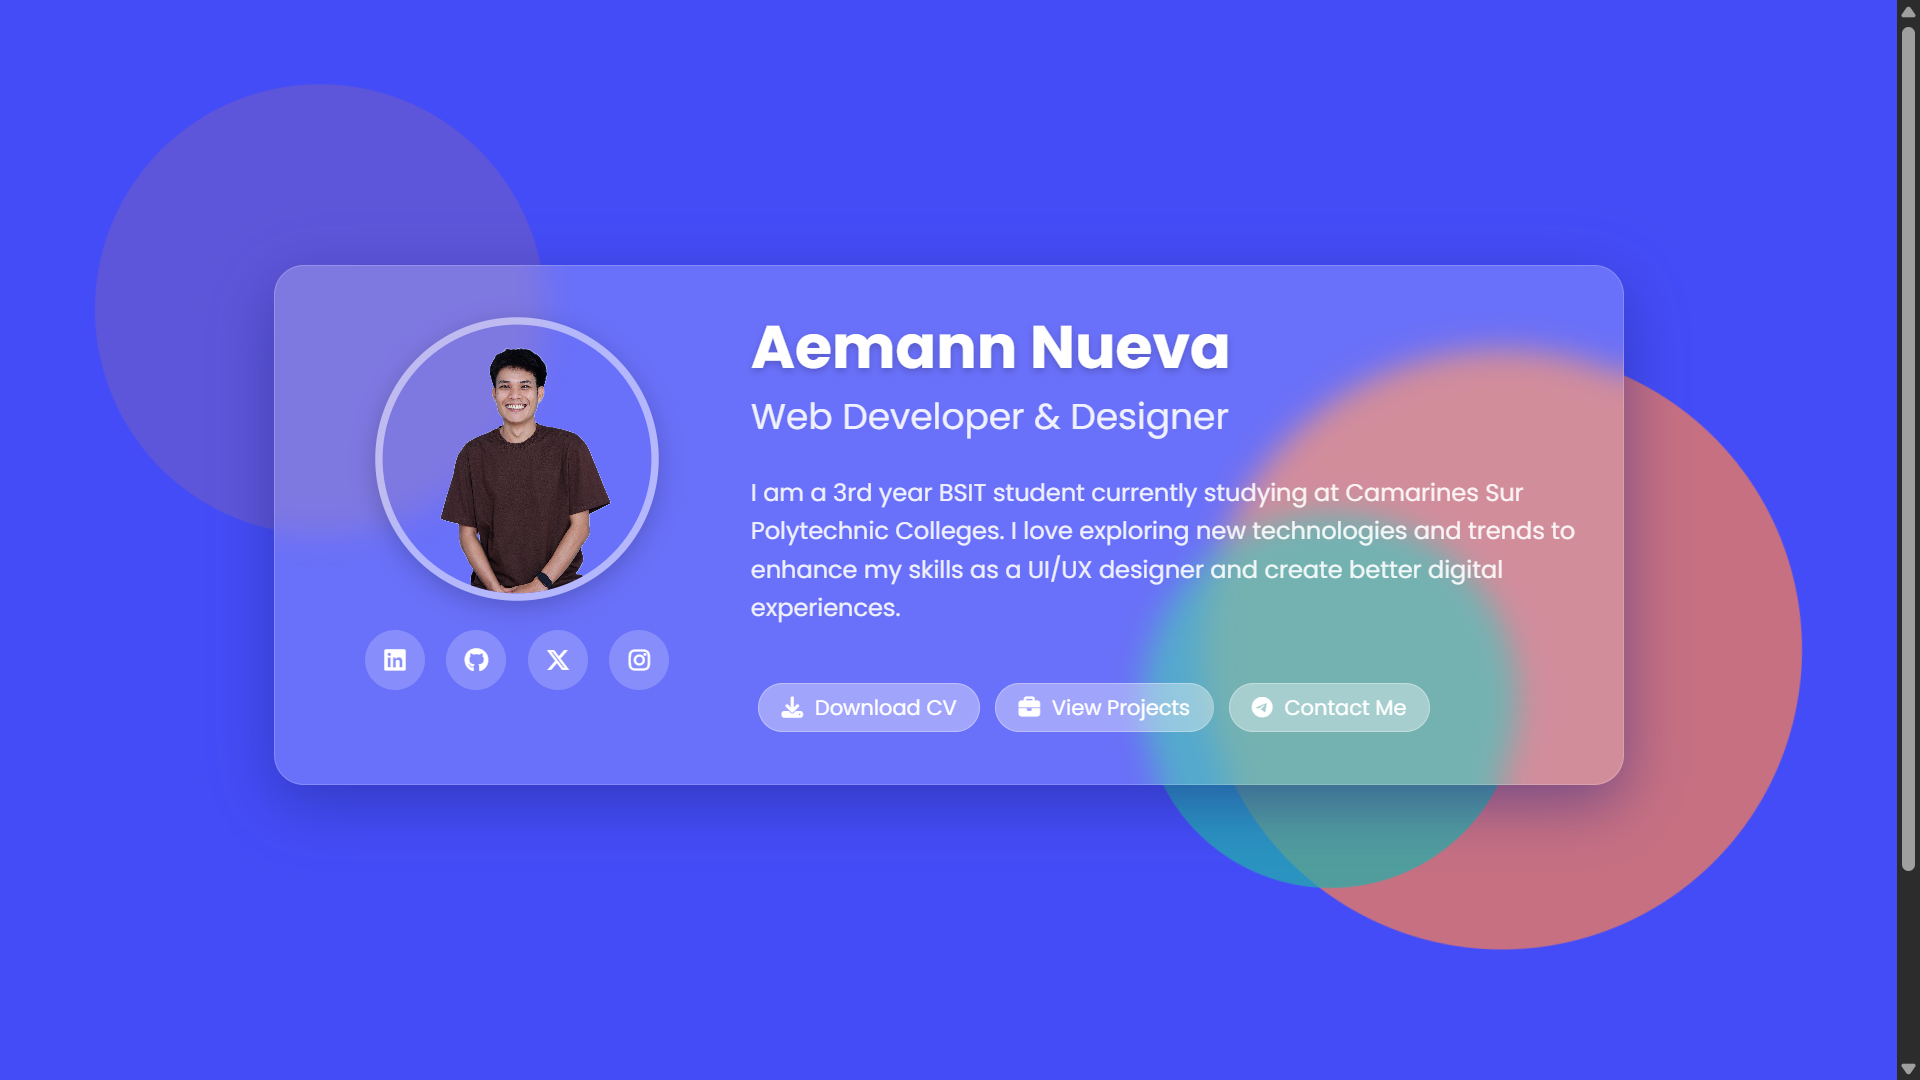 Aemann Nueva
Web Developer & Designer
I am a 3rd year BSIT student currently studying at Camarines Sur
Polytechnic Colleges. I love exploring new technologies and trends to
enhance my skills as a UI/UX designer and create better digital
experiences.
Download CV
View Projects
Contact Me